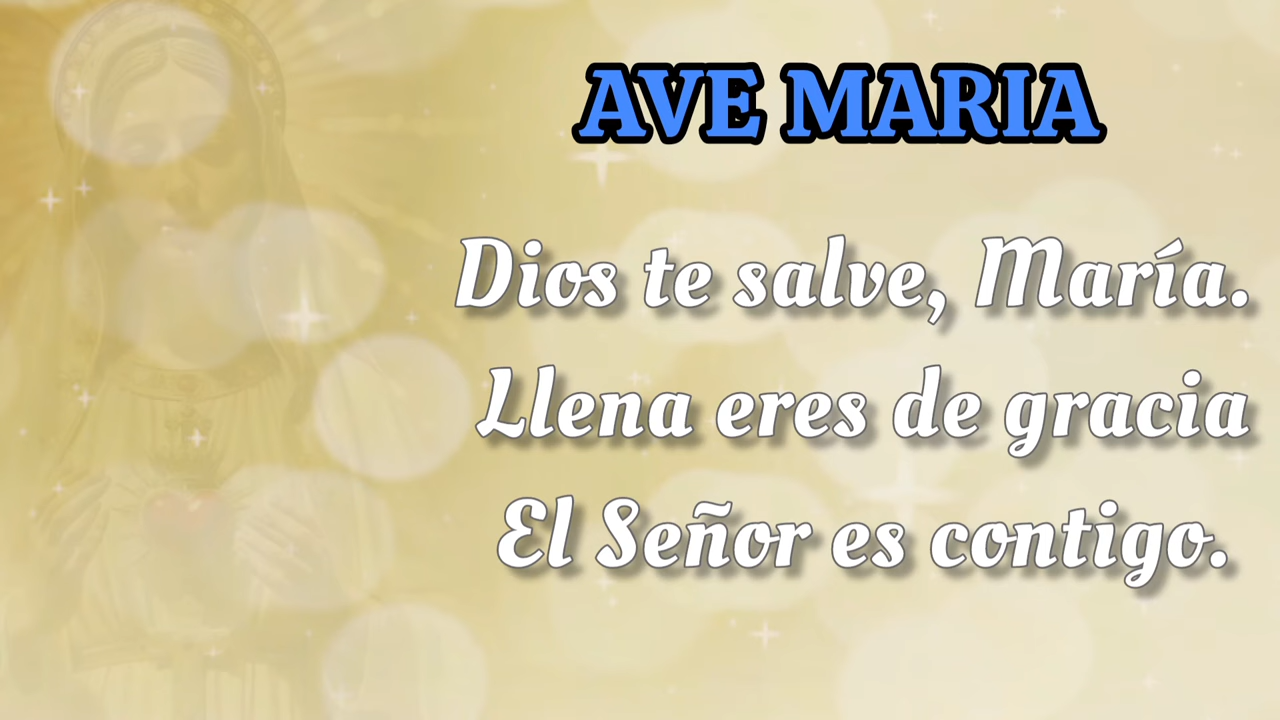 AVE MARIA
Dios te salve, María.
Llena eres de gracia
El Señor es contigo.